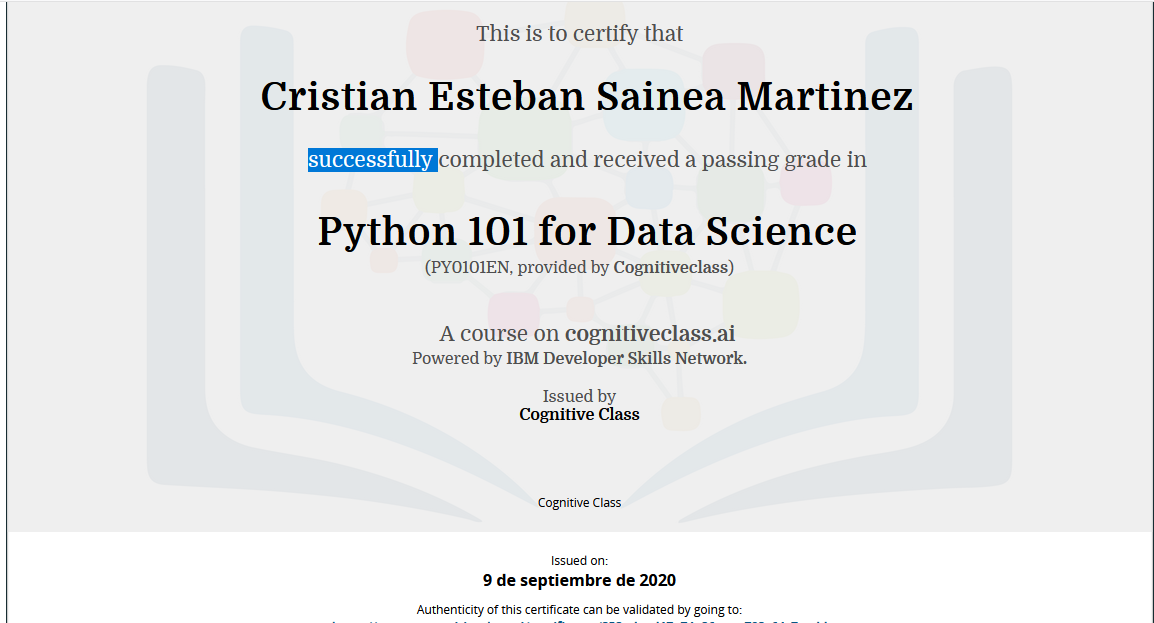 This is to certify that
Cristian Esteban Sainea Martinez
successfully completed and received a passing grade in
Python 101 for Data Science
(PY0101EN, provided by Cognitiveclass)
A course on cognitiveclass.ai
Powered by IBM Developer Skills Network.
Issued by
Cognitive Class
Cognitive Class
Issued on:
9 de septiembre de 2020
Authenticity of this certificate can be validated by going to: